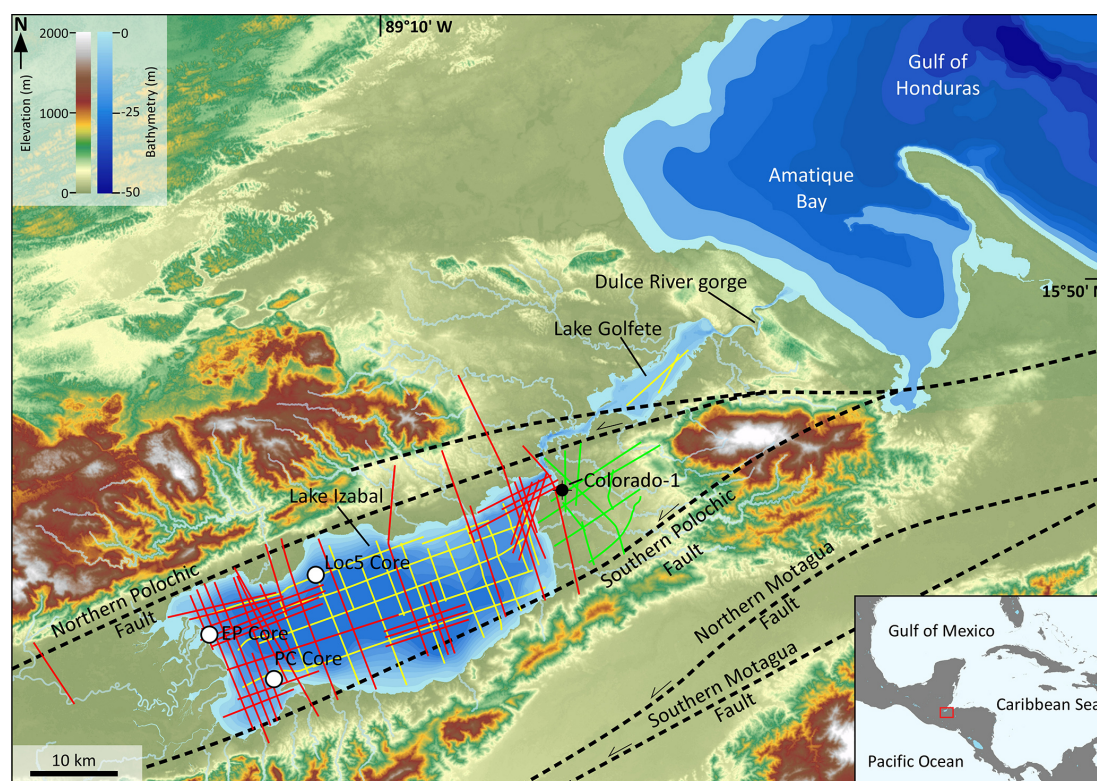 N
89°10' W
2000
1000
0
Elevation (m)
0
-25
-50
Bathymetry (m)
Gulf of
Honduras
Amatique
Bay
Dulce River gorge
15°50' N
Lake Golfete
Colorado-1
Lake Izabal
Loc5 Core
EP Core
PC Core
Northern Polochic
Fault
Southern Polochic
Fault
Northern Motagua
Fault
Southern Motagua
Fault
10 km
Gulf of Mexico
Caribbean Sea
Pacific Ocean